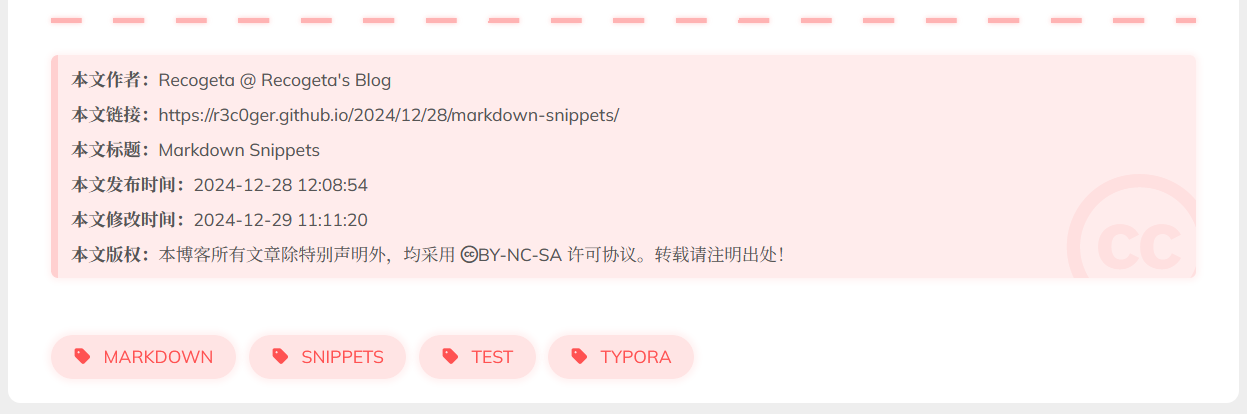 本文作者：Recogeta @ Recogeta's Blog
本文链接：https://r3c0ger.github.io/2024/12/28/markdown-snippets/
本文标题：Markdown Snippets
本文发布时间：2024-12-28 12:08:54
本文修改时间：2024-12-29 11:11:20
本文版权：本博客所有文章除特别声明外，均采用 cc BY-NC-SA 许可协议。转载请注明出处！
cc
MARKDOWN SNIPPETS TEST TYPORA